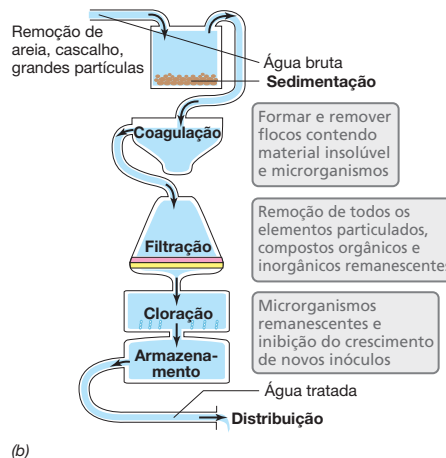 Remoção de
areia, cascalho,
grandes partículas
Água bruta
Sedimentação
Coagulação
Formar e remover
flocos contendo
material insolúvel
e microrganismos
Filtração
Remoção de todos os
elementos particulados,
compostos orgânicos e
inorgânicos remanescentes
Cloração
Microrganismos
remanescentes e
inibição do crescimento
de novos inóculos
Armazena-
mento
Água tratada
Distribuição
(b)